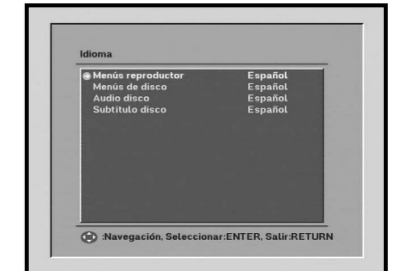 Idioma
Menús reproductor Español
Menús de disco Español
Audio disco Español
Subtítulo disco Español
:Navegación, Seleccionar:ENTER, Salir:RETURN